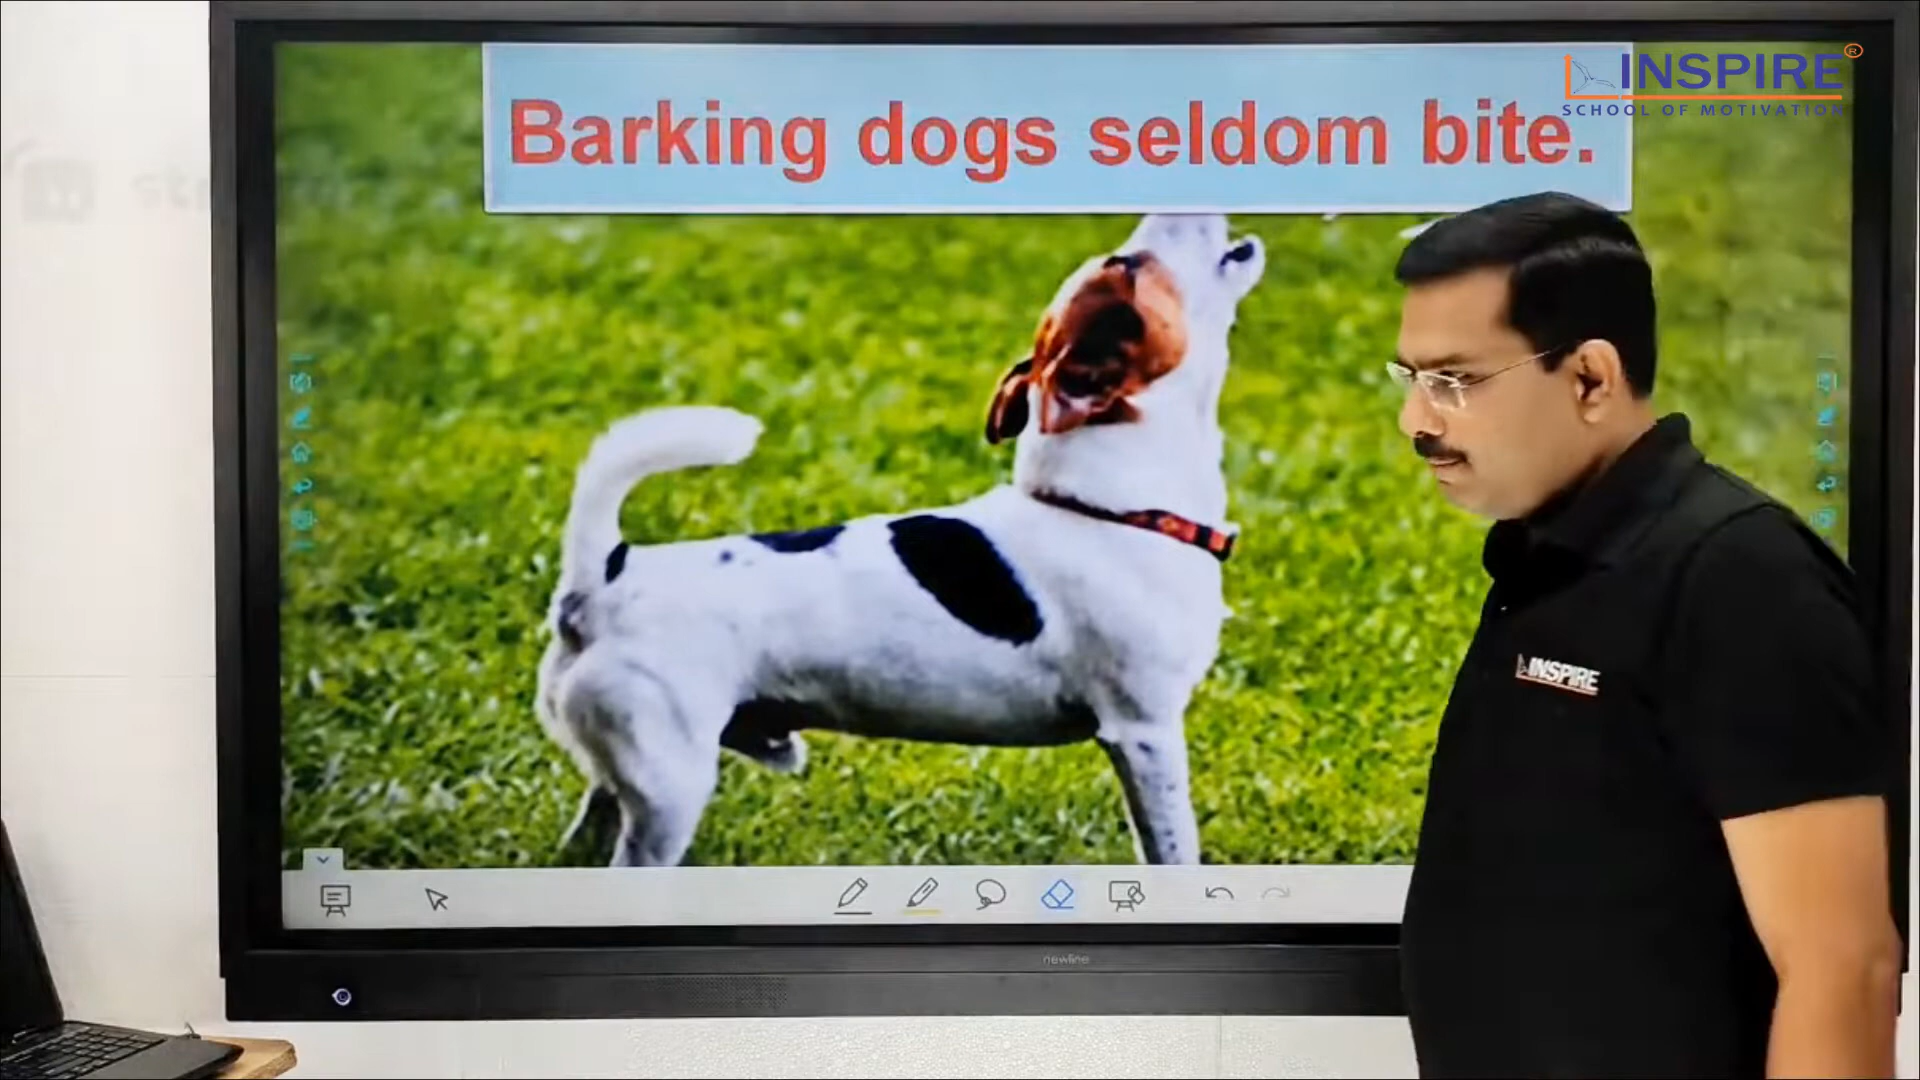 Barking dogs seldom bite.
INSPIRE ®
SCHOOL OF MOTIVATION
INSPIRE
newline